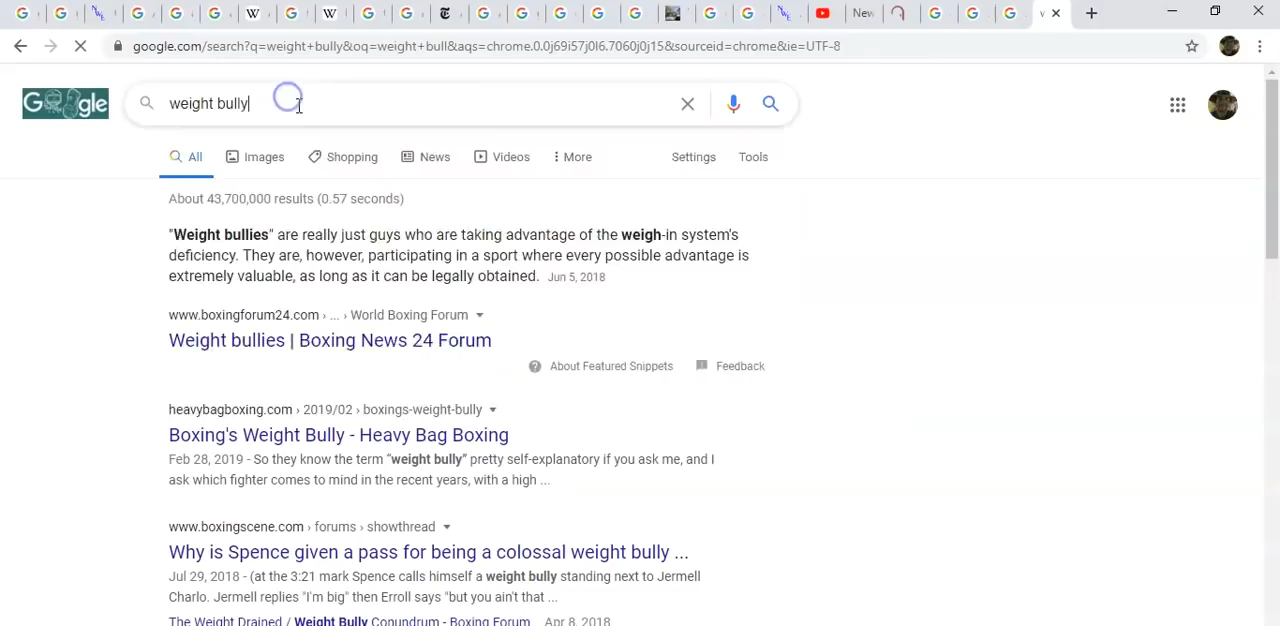 New
google.com/search?q=weight+bully&oq=weight+bull&aqs=chrome.0.0j69i57j0l6.7060j0j15&sourceid=chrome&ie=UTF-8
Google
weight bully
All
Images
Shopping
News
Videos
More
Settings
Tools
About 43,700,000 results (0.57 seconds)
"Weight bullies" are really just guys who are taking advantage of the weigh-in system's
deficiency. They are, however, participating in a sport where every possible advantage is
extremely valuable, as long as it can be legally obtained. Jun 5, 2018
www.boxingforum24.com › ... › World Boxing Forum
Weight bullies | Boxing News 24 Forum
About Featured Snippets
Feedback
heavybagboxing.com › 2019/02 › boxings-weight-bully
Boxing's Weight Bully - Heavy Bag Boxing
Feb 28, 2019 - So they know the term “weight bully” pretty self-explanatory if you ask me, and I
ask which fighter comes to mind in the recent years, with a high ...
www.boxingscene.com › forums › showthread
Why is Spence given a pass for being a colossal weight bully ...
Jul 29, 2018 - (at the 3:21 mark Spence calls himself a weight bully standing next to Jermell
Charlo. Jermell replies "I'm big" then Erroll says "but you ain't that ...
The Weight Drained / Weight Bully Conundrum - Boxing Forum Apr 8, 2018